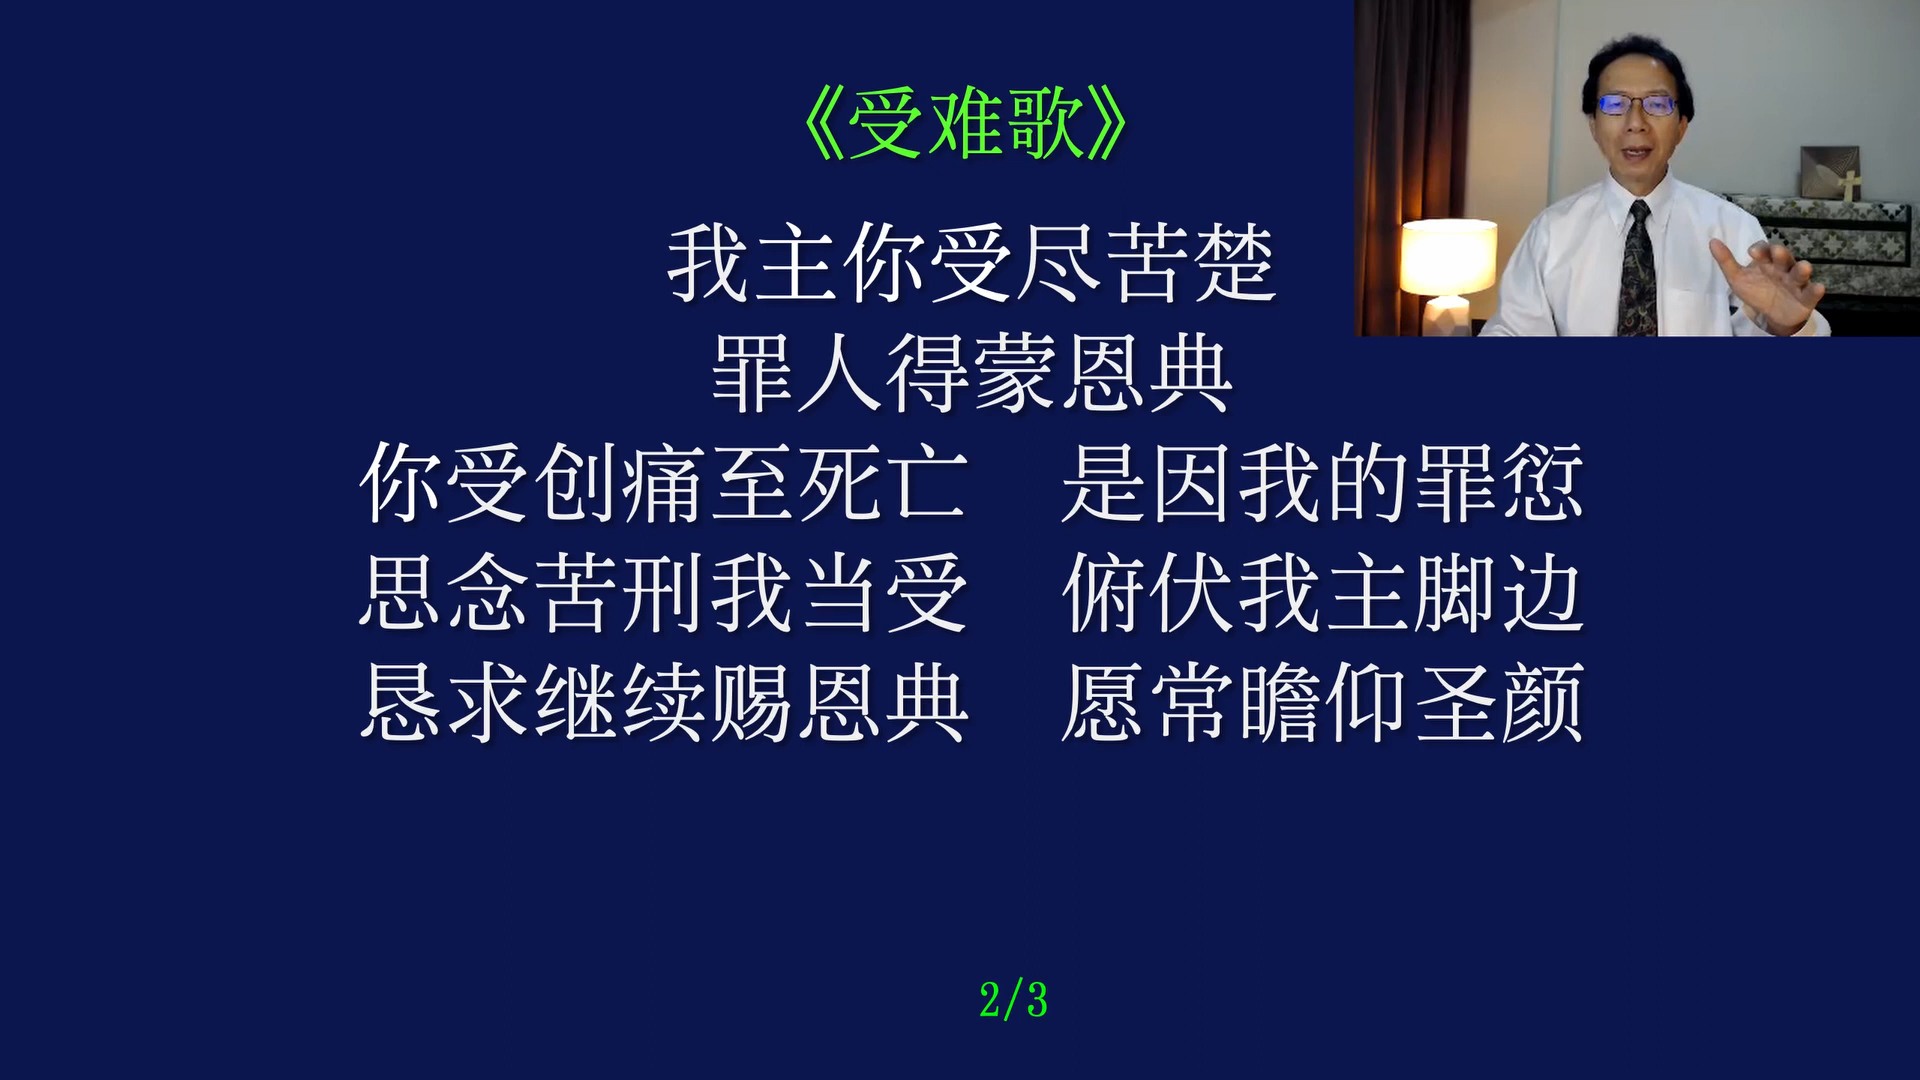 《受难歌》
我主你受尽苦楚
罪人得蒙恩典
你受创痛至死亡 是因我的罪愆
思念苦刑我当受 俯伏我主脚边
恳求继续赐恩典 愿常瞻仰圣颜
2/3